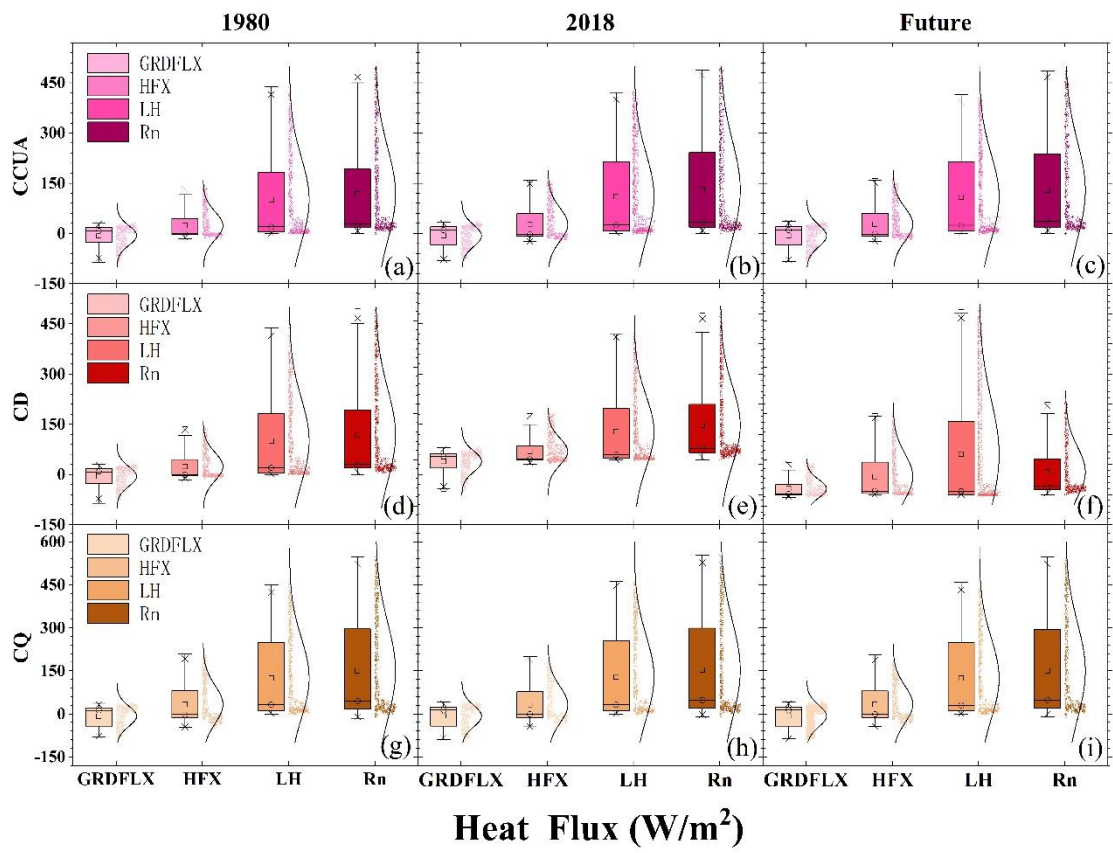 1980 2018 Future
GRDFLX
HFX
LH
Rn
CCUA
450
300
150
0
-150
(a) (b) (c)
GRDFLX
HFX
LH
Rn
CD
450
300
150
0
-150
(d) (e) (f)
GRDFLX
HFX
LH
Rn
CQ
600
450
300
150
0
-150
(g) (h) (i)
GRDFLX HFX LH Rn GRDFLX HFX LH Rn GRDFLX HFX LH Rn
Heat Flux (W/m²)